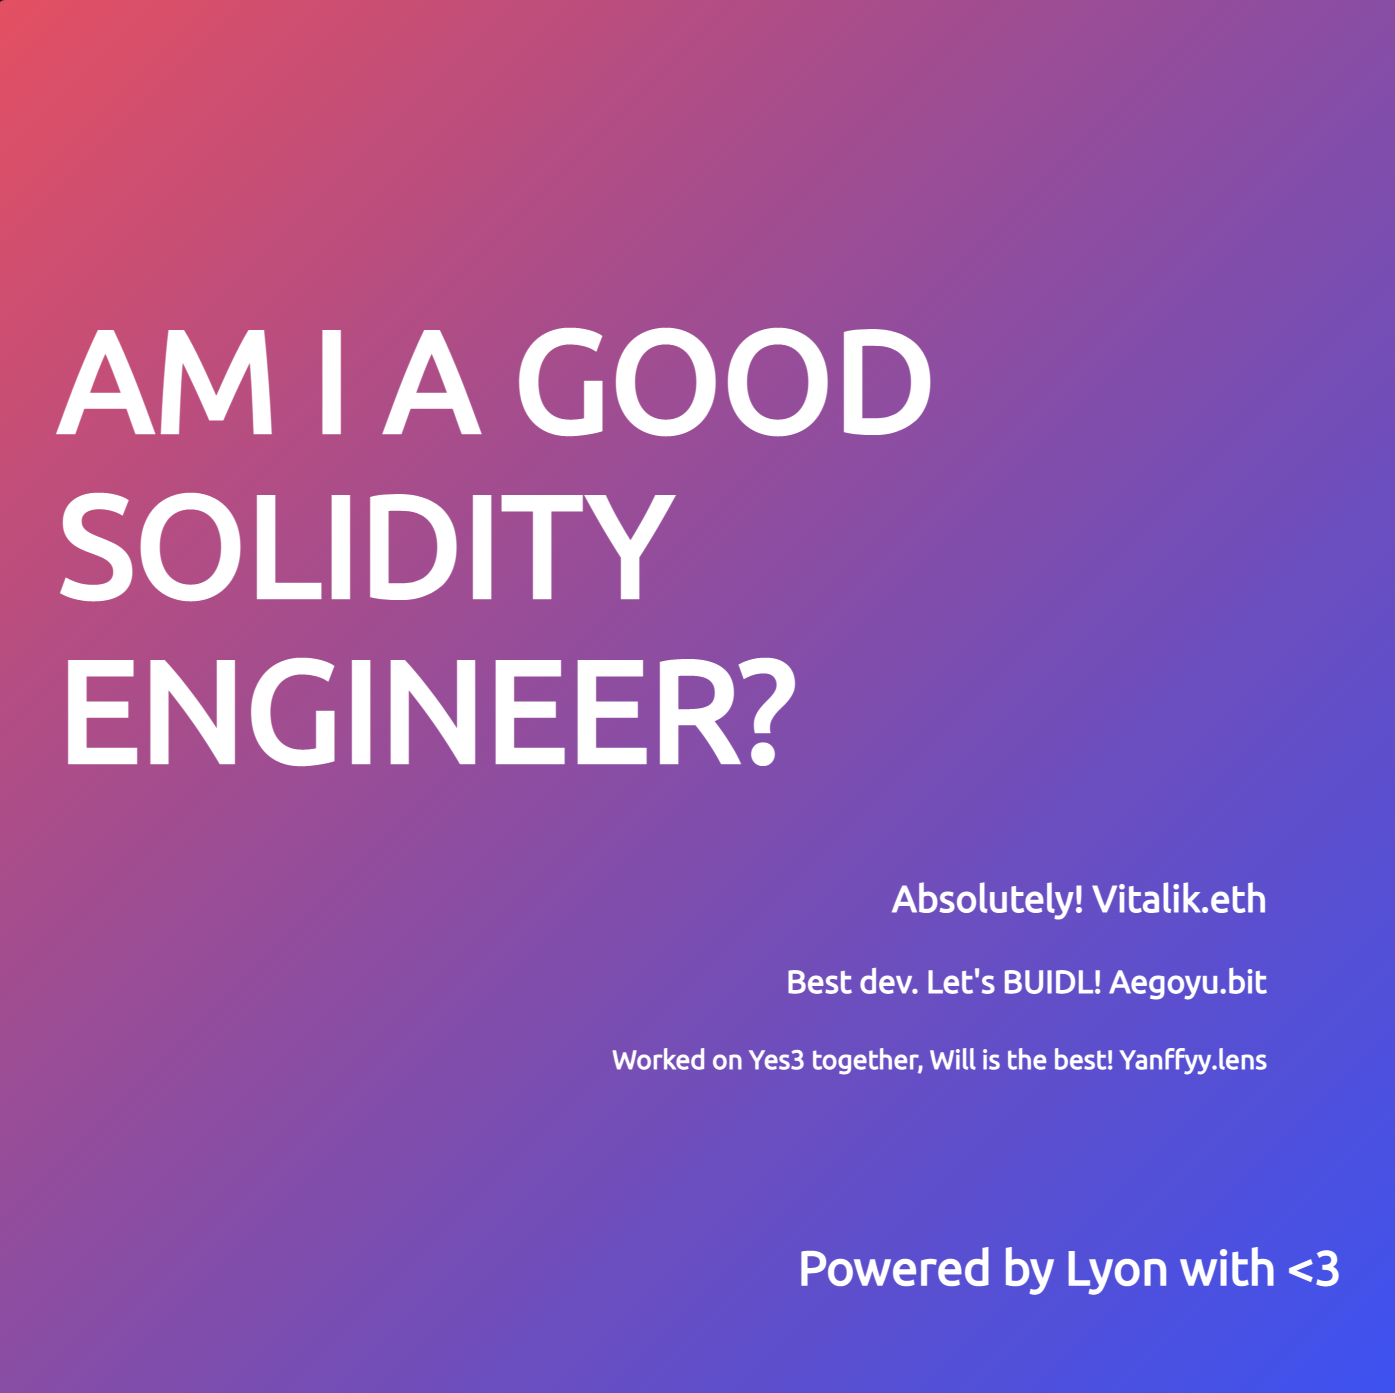 AM I A GOOD
SOLIDITY
ENGINEER?
Absolutely! Vitalik.eth
Best dev. Let's BUIDL! Aegoyu.bit
Worked on Yes3 together, Will is the best! Yanffyy.lens
Powered by Lyon with <3